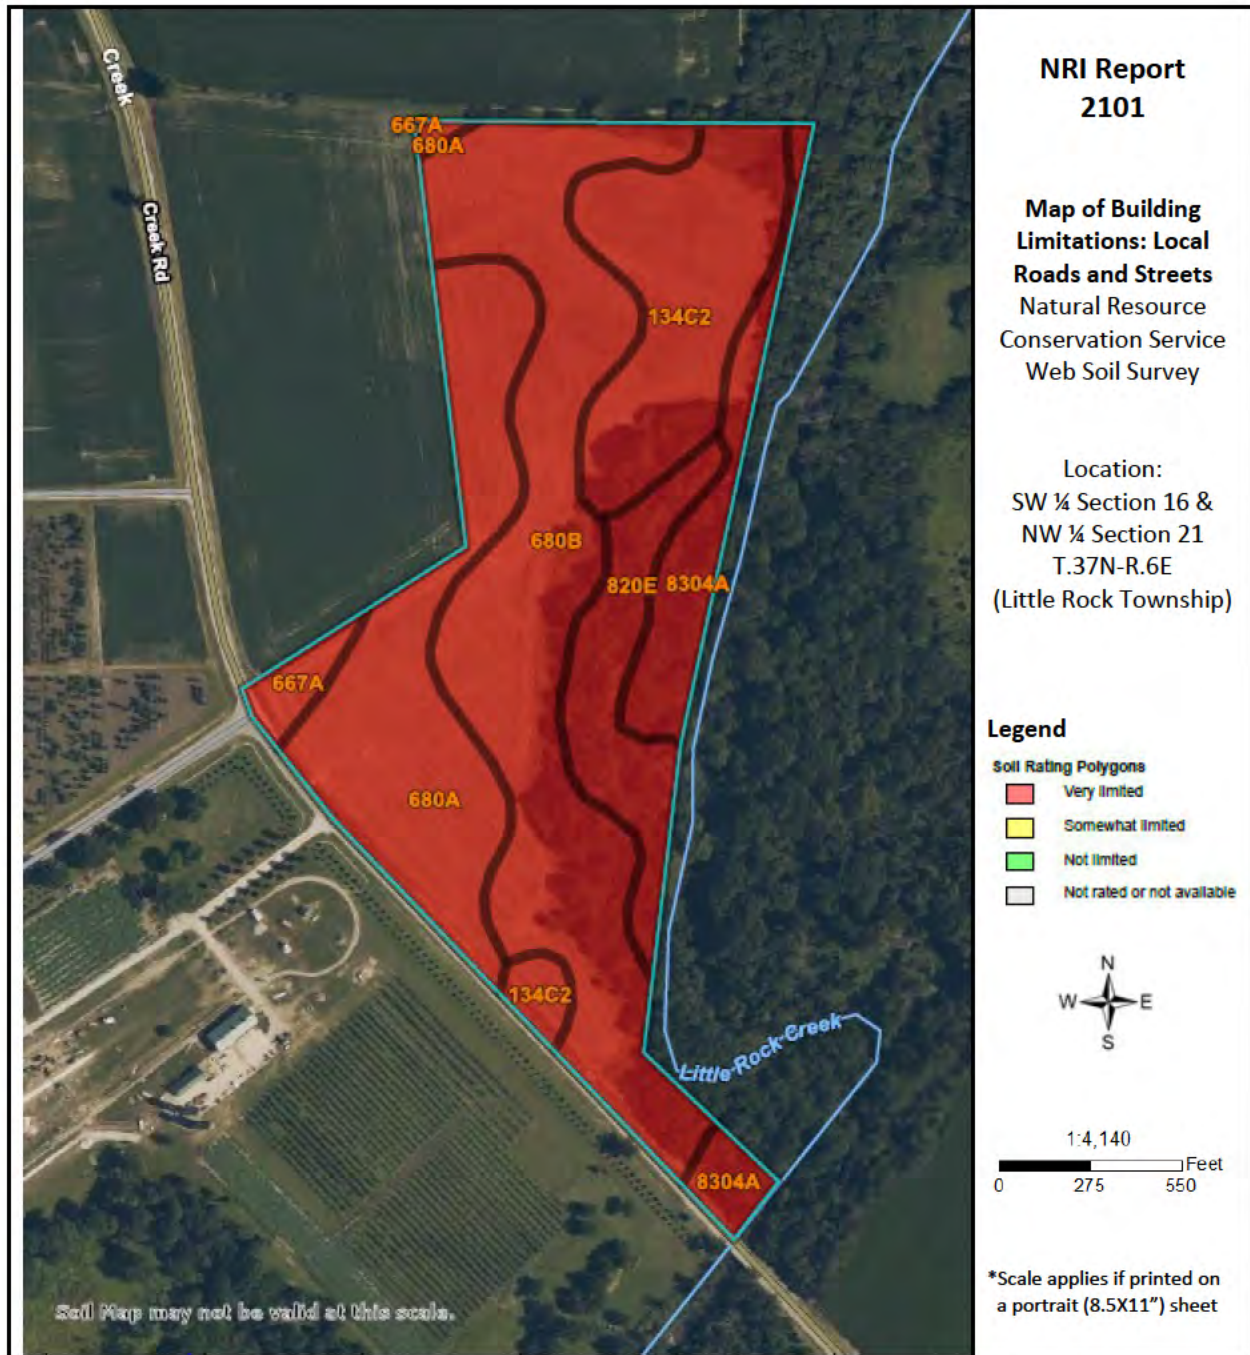 NRI Report
2101
Map of Building
Limitations: Local
Roads and Streets
Natural Resource
Conservation Service
Web Soil Survey
Location:
SW ¼ Section 16 &
NW ¼ Section 21
T.37N-R.6E
(Little Rock Township)
Legend
Soil Rating Polygons
Very limited
Somewhat limited
Not limited
Not rated or not available
N
W E
S
1:4,140
Feet
0 275 550
*Scale applies if printed on
a portrait (8.5X11") sheet
Creek
Creek Rd
667A
680A
134C2
680B
820E 8304A
667A
680A
134C2
Little Rock Creek
8304A
Soil Map may not be valid at this scale.